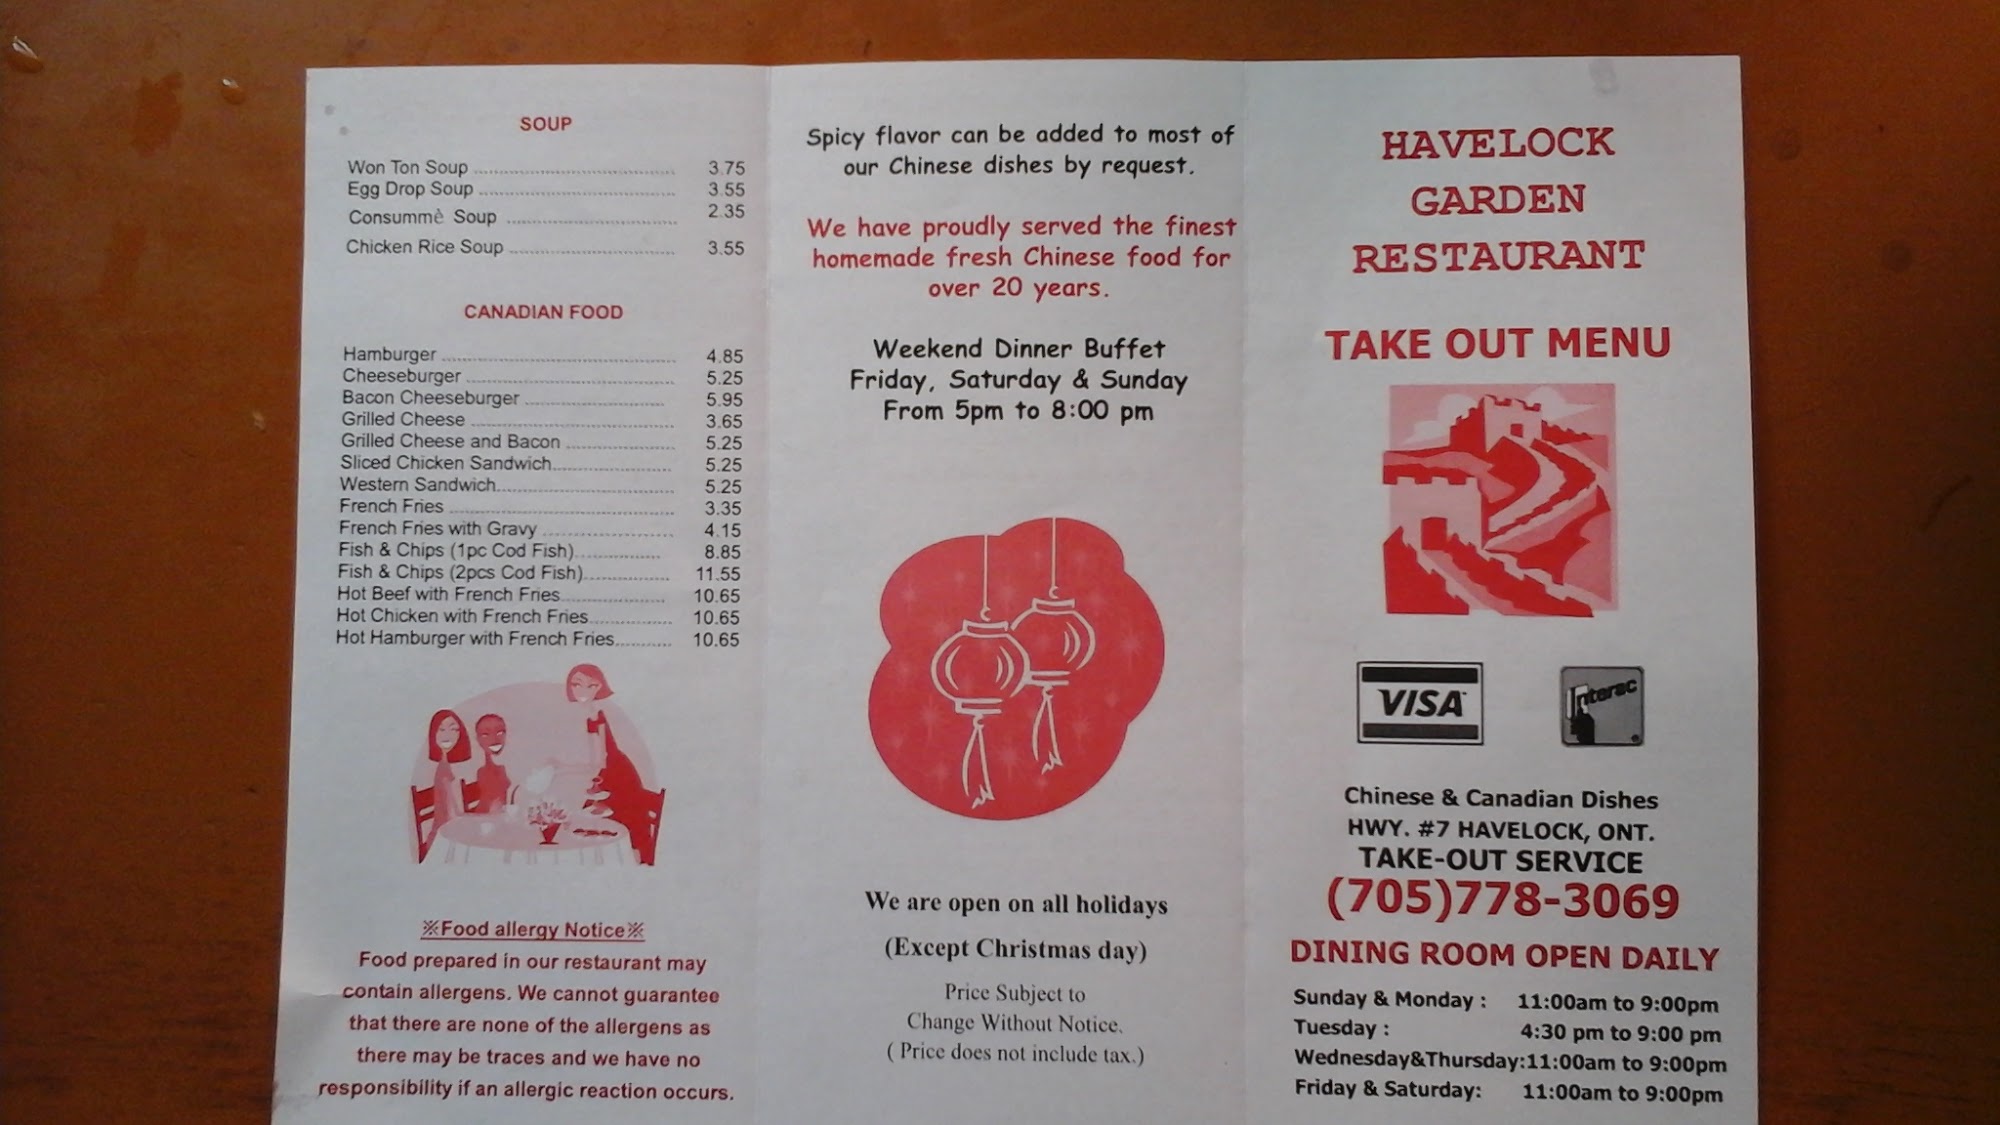 SOUP
Won Ton Soup 3.75
Egg Drop Soup 3.55
Consummè Soup 2.35
Chicken Rice Soup 3.55
CANADIAN FOOD
Hamburger 4.85
Cheeseburger 5.25
Bacon Cheeseburger 5.95
Grilled Cheese 3.65
Grilled Cheese and Bacon 5.25
Sliced Chicken Sandwich 5.25
Western Sandwich 5.25
French Fries 3.35
French Fries with Gravy 4.15
Fish & Chips (1pc Cod Fish) 8.85
Fish & Chips (2pcs Cod Fish) 11.55
Hot Beef with French Fries 10.65
Hot Chicken with French Fries 10.65
Hot Hamburger with French Fries 10.65
※Food allergy Notice※
Food prepared in our restaurant may
contain allergens. We cannot guarantee
that there are none of the allergens as
there may be traces and we have no
responsibility if an allergic reaction occurs.
Spicy flavor can be added to most of
our Chinese dishes by request.
We have proudly served the finest
homemade fresh Chinese food for
over 20 years.
Weekend Dinner Buffet
Friday, Saturday & Sunday
From 5pm to 8:00 pm
We are open on all holidays
(Except Christmas day)
Price Subject to
Change Without Notice.
( Price does not include tax.)
HAVELOCK
GARDEN
RESTAURANT
TAKE OUT MENU
VISA
Interac
Chinese & Canadian Dishes
HWY. #7 HAVELOCK, ONT.
TAKE-OUT SERVICE
(705)778-3069
DINING ROOM OPEN DAILY
Sunday & Monday : 11:00am to 9:00pm
Tuesday : 4:30 pm to 9:00 pm
Wednesday&Thursday:11:00am to 9:00pm
Friday & Saturday: 11:00am to 9:00pm